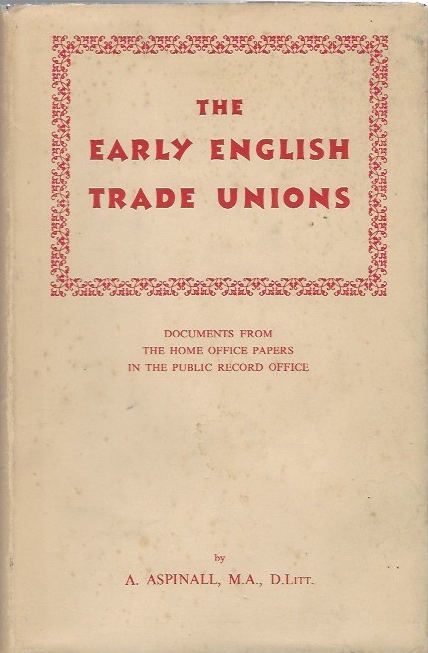 THE
EARLY ENGLISH
TRADE UNIONS
DOCUMENTS FROM
THE HOME OFFICE PAPERS
IN THE PUBLIC RECORD OFFICE
by
A. ASPINALL, M.A., D.LITT.